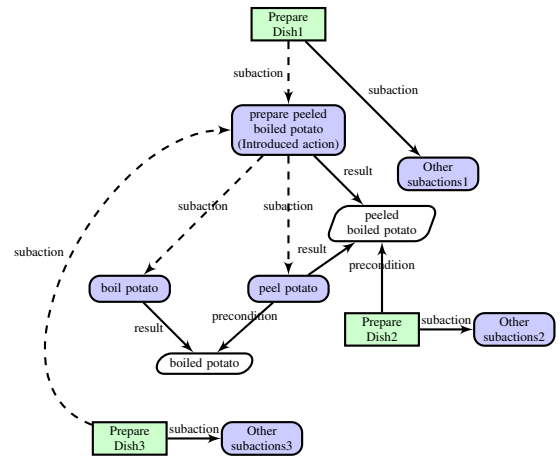 Prepare
Dish1
subaction
subaction
prepare peeled
boiled potato
(Introduced action)
Other
subactions1
result
subaction
subaction
peeled
boiled potato
subaction
result
precondition
boil potato
peel potato
result
precondition
Prepare
Dish2
subaction
Other
subactions2
boiled potato
Prepare
Dish3
subaction
Other
subactions3